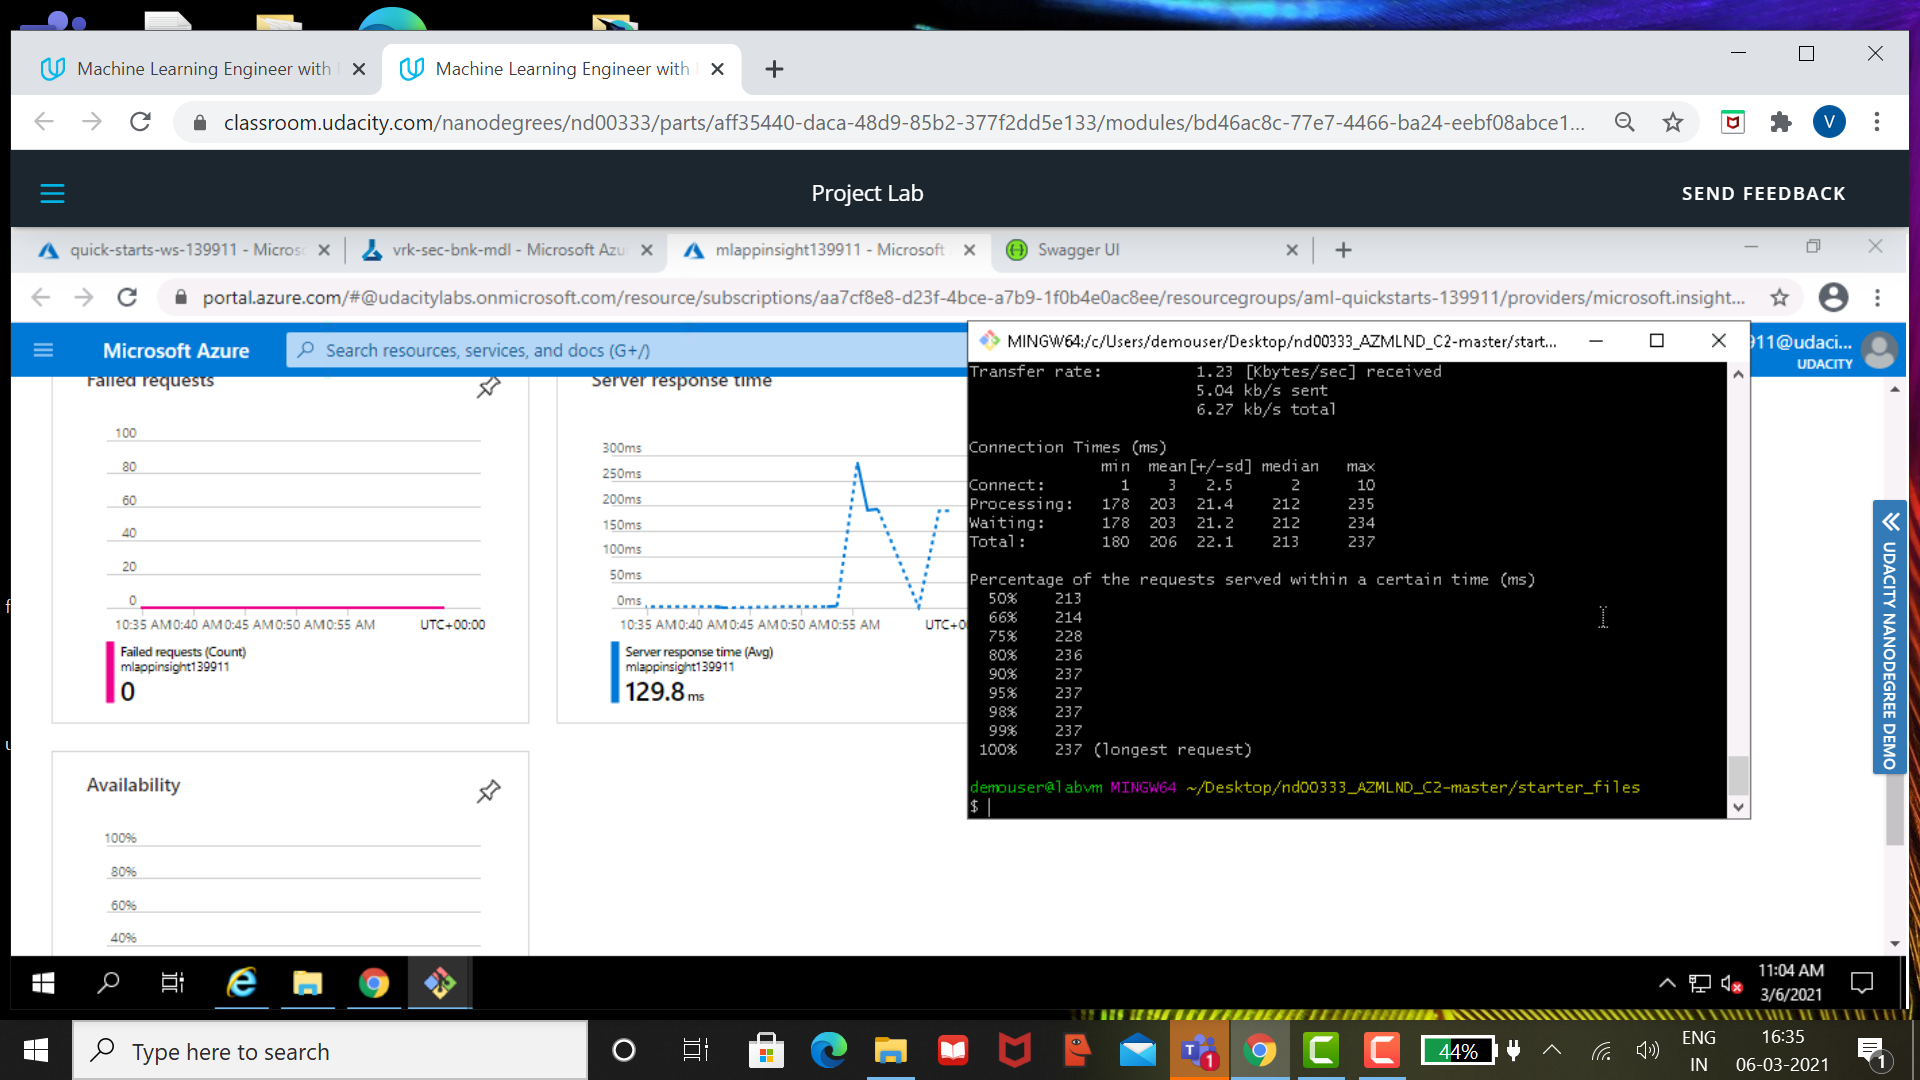 Machine Learning Engineer with
Machine Learning Engineer with
classroom.udacity.com/nanodegrees/nd00333/parts/aff35440-daca-48d9-85b2-377f2dd5e133/modules/bd46ac8c-77e7-4466-ba24-eebf08abce1...
V
Project Lab
SEND FEEDBACK
quick-starts-ws-139911 - Micros
vrk-sec-bnk-mdl - Microsoft Azu
mlappinsight139911 - Microsoft
Swagger UI
portal.azure.com/#@udacitylabs.onmicrosoft.com/resource/subscriptions/aa7cf8e8-d23f-4bce-a7b9-1f0b4e0ac8ee/resourcegroups/aml-quickstarts-139911/providers/microsoft.insight...
Microsoft Azure
Search resources, services, and docs (G+/)
911@udaci...
UDACITY
Failed requests
100
80
60
40
20
0
10:35 AM 10:40 AM 10:45 AM 10:50 AM 10:55 AM UTC+00:00
Failed requests (Count)
mlappinsight139911
0
Server response time
300ms
250ms
200ms
150ms
100ms
50ms
0ms
10:35 AM 10:40 AM 10:45 AM 10:50 AM 10:55 AM UTC+0
Server response time (Avg)
mlappinsight139911
129.8 ms
Availability
100%
80%
60%
40%
MINGW64:/c/Users/demouser/Desktop/nd00333_AZMLND_C2-master/start...
Transfer rate: 1.23 [Kbytes/sec] received
5.04 kb/s sent
6.27 kb/s total
Connection Times (ms)
min mean[+/-sd] median max
Connect: 1 3 2.5 2 10
Processing: 178 203 21.4 212 235
Waiting: 178 203 21.2 212 234
Total: 180 206 22.1 213 237
Percentage of the requests served within a certain time (ms)
50% 213
66% 214
75% 228
80% 236
90% 237
95% 237
98% 237
99% 237
100% 237 (longest request)
demouser@labvm MINGW64 ~/Desktop/nd00333_AZMLND_C2-master/starter_files
$
UDACITY NANODEGREE DEMO
11:04 AM
3/6/2021
Type here to search
1
44%
ENG
IN
16:35
06-03-2021
1